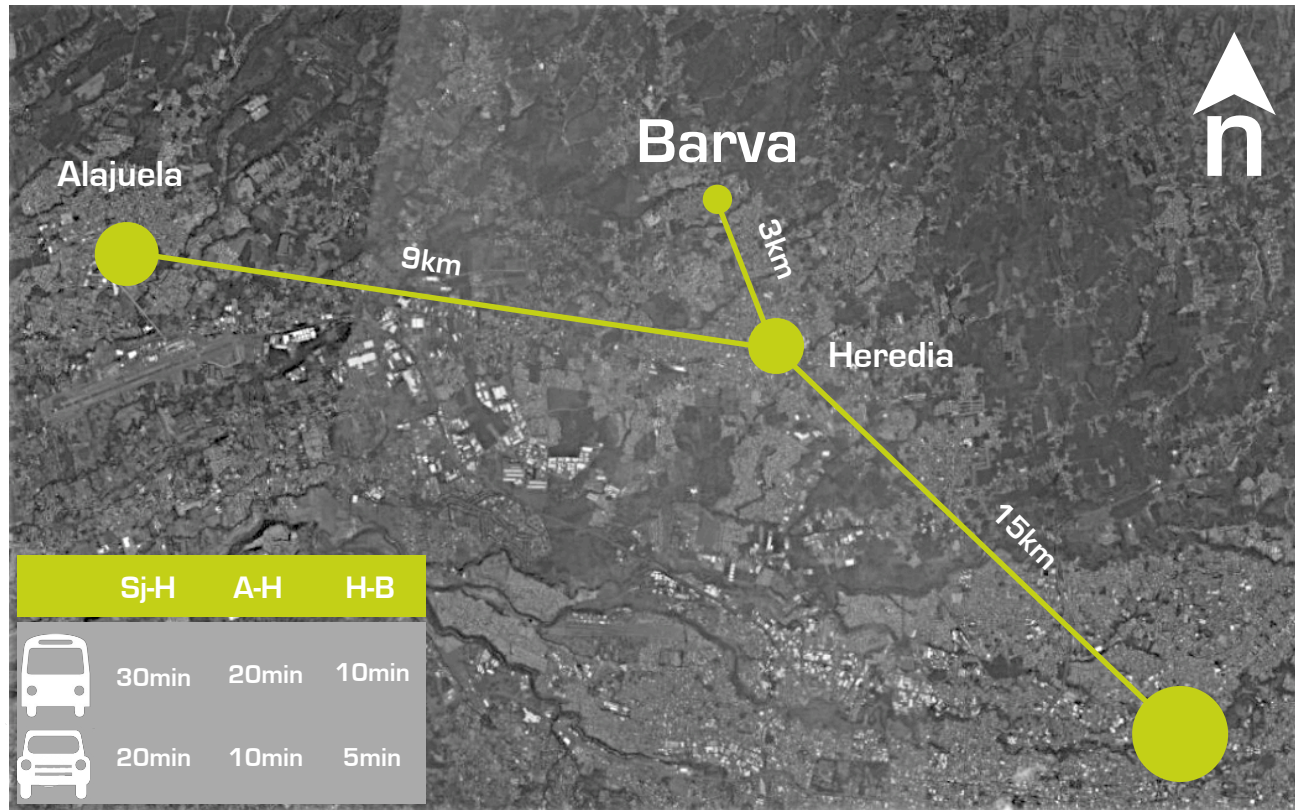 Barva
n
Alajuela
9km
3km
Heredia
15km
Sj-H A-H H-B
30min 20min 10min
20min 10min 5min